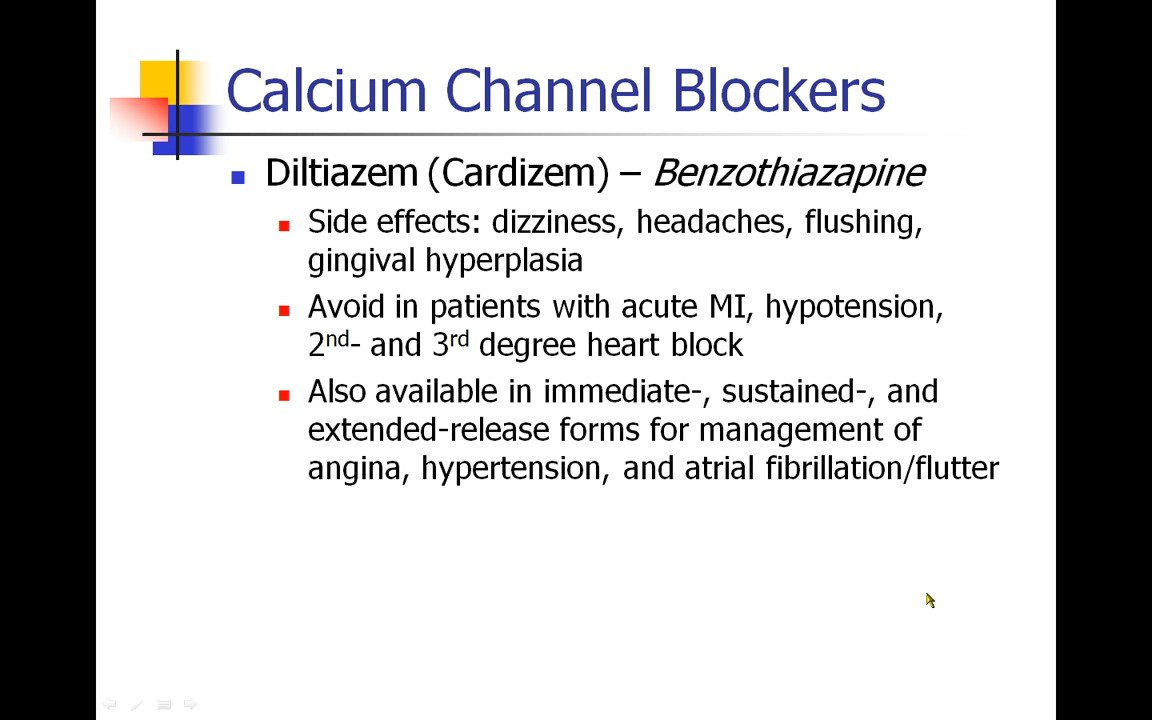 Calcium Channel Blockers
Diltiazem (Cardizem) – Benzothiazapine
Side effects: dizziness, headaches, flushing,
gingival hyperplasia
Avoid in patients with acute MI, hypotension,
2nd- and 3rd degree heart block
Also available in immediate-, sustained-, and
extended-release forms for management of
angina, hypertension, and atrial fibrillation/flutter